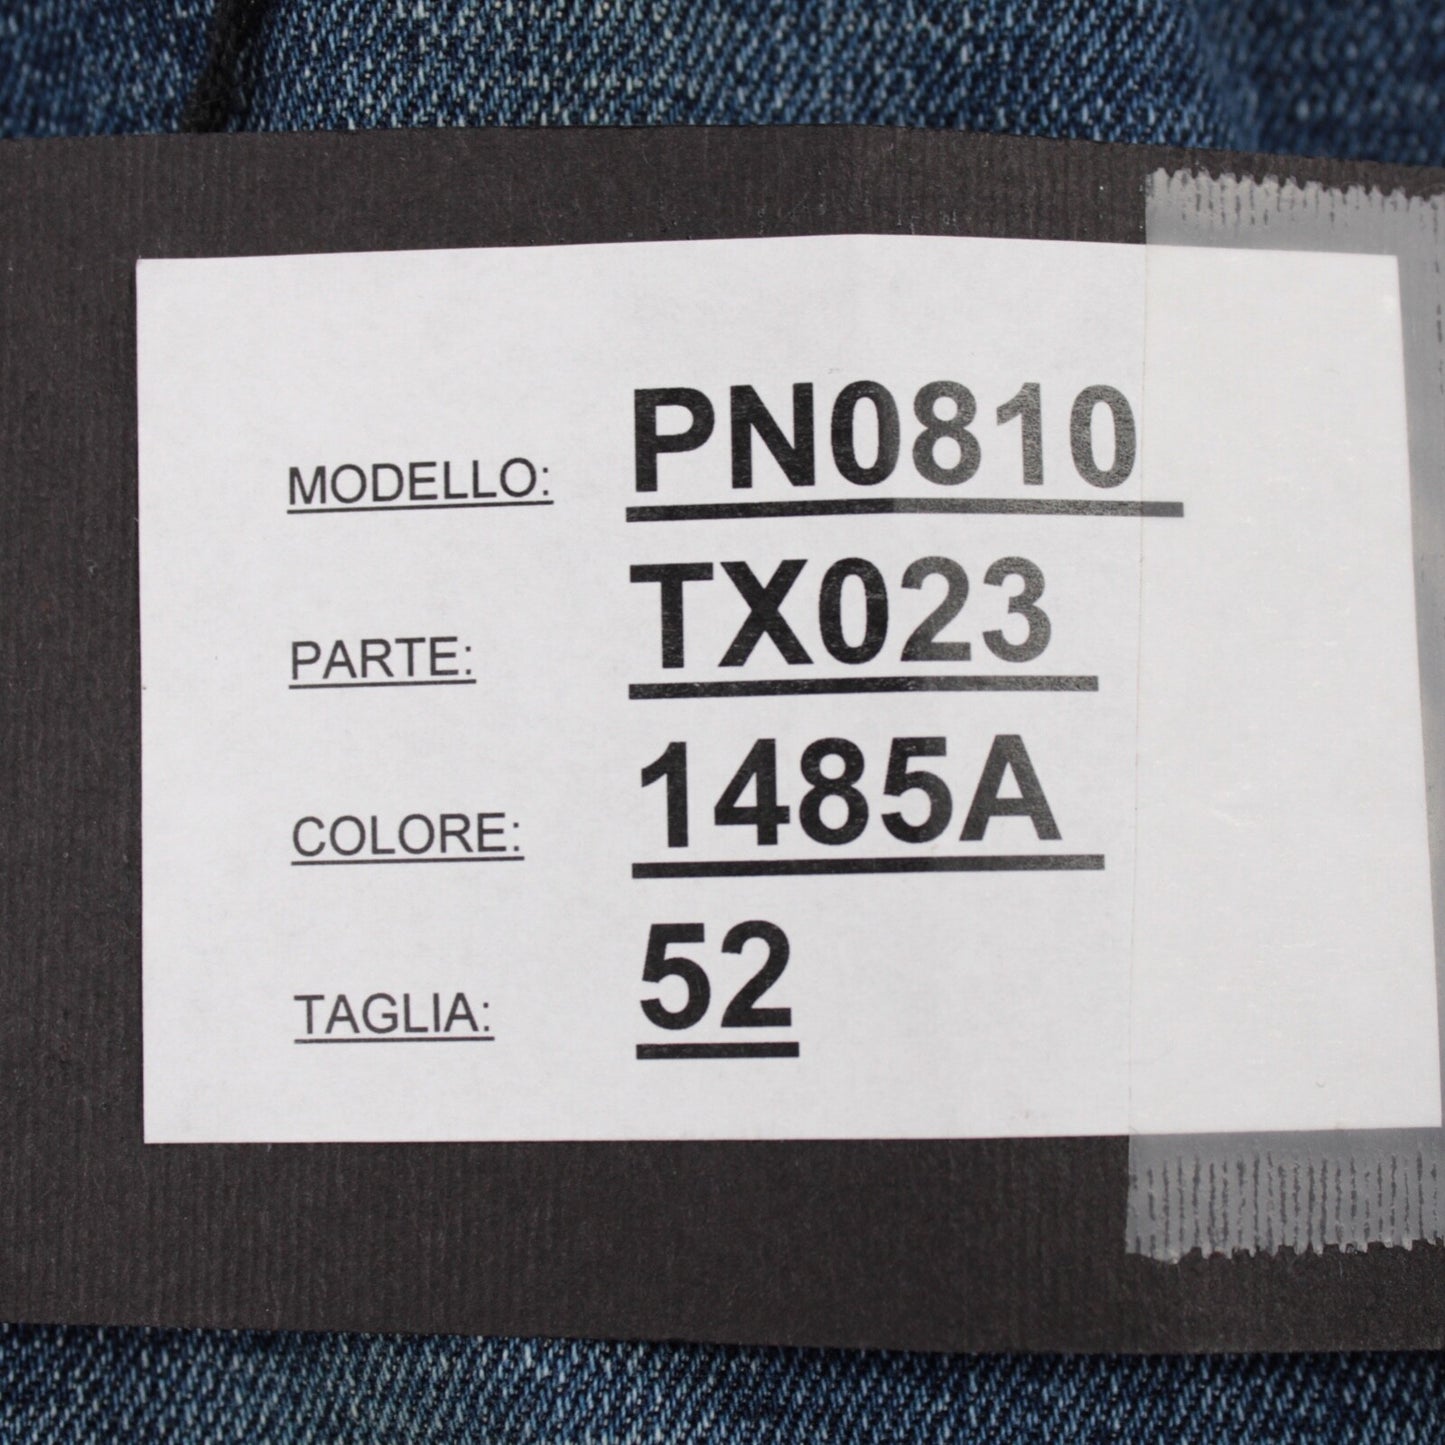 MODELLO: PN0810
PARTE: TX023
COLORE: 1485A
TAGLIA: 52